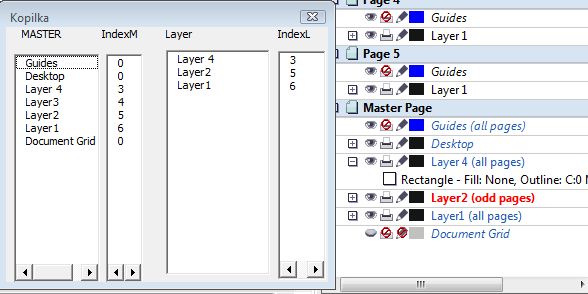 Kopilka
MASTER IndexM Layer IndexL
Guides 0
Desktop 0
Layer 4 3
Layer3 4
Layer2 5
Layer1 6
Document Grid 0
Layer 4 3
Layer2 5
Layer1 6
Page 4
Guides
Layer 1
Page 5
Guides
Layer 1
Master Page
Guides (all pages)
Desktop
Layer 4 (all pages)
Rectangle - Fill: None, Outline: C:0 M
Layer2 (odd pages)
Layer1 (all pages)
Document Grid